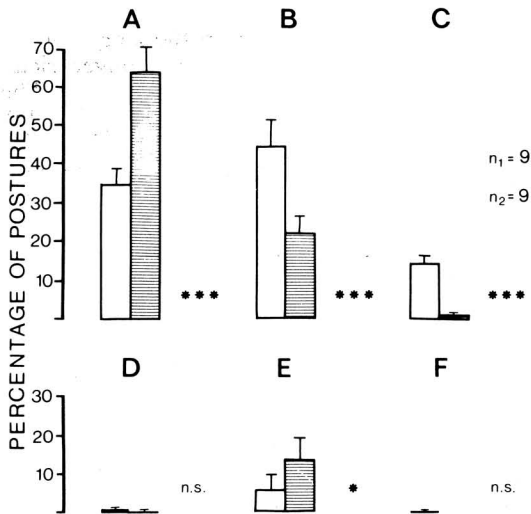 A B C
PERCENTAGE OF POSTURES
70
60
50
40
30
20
10
n1 = 9
n2 = 9
*** *** ***
D E F
30
20
10
n.s. * n.s.